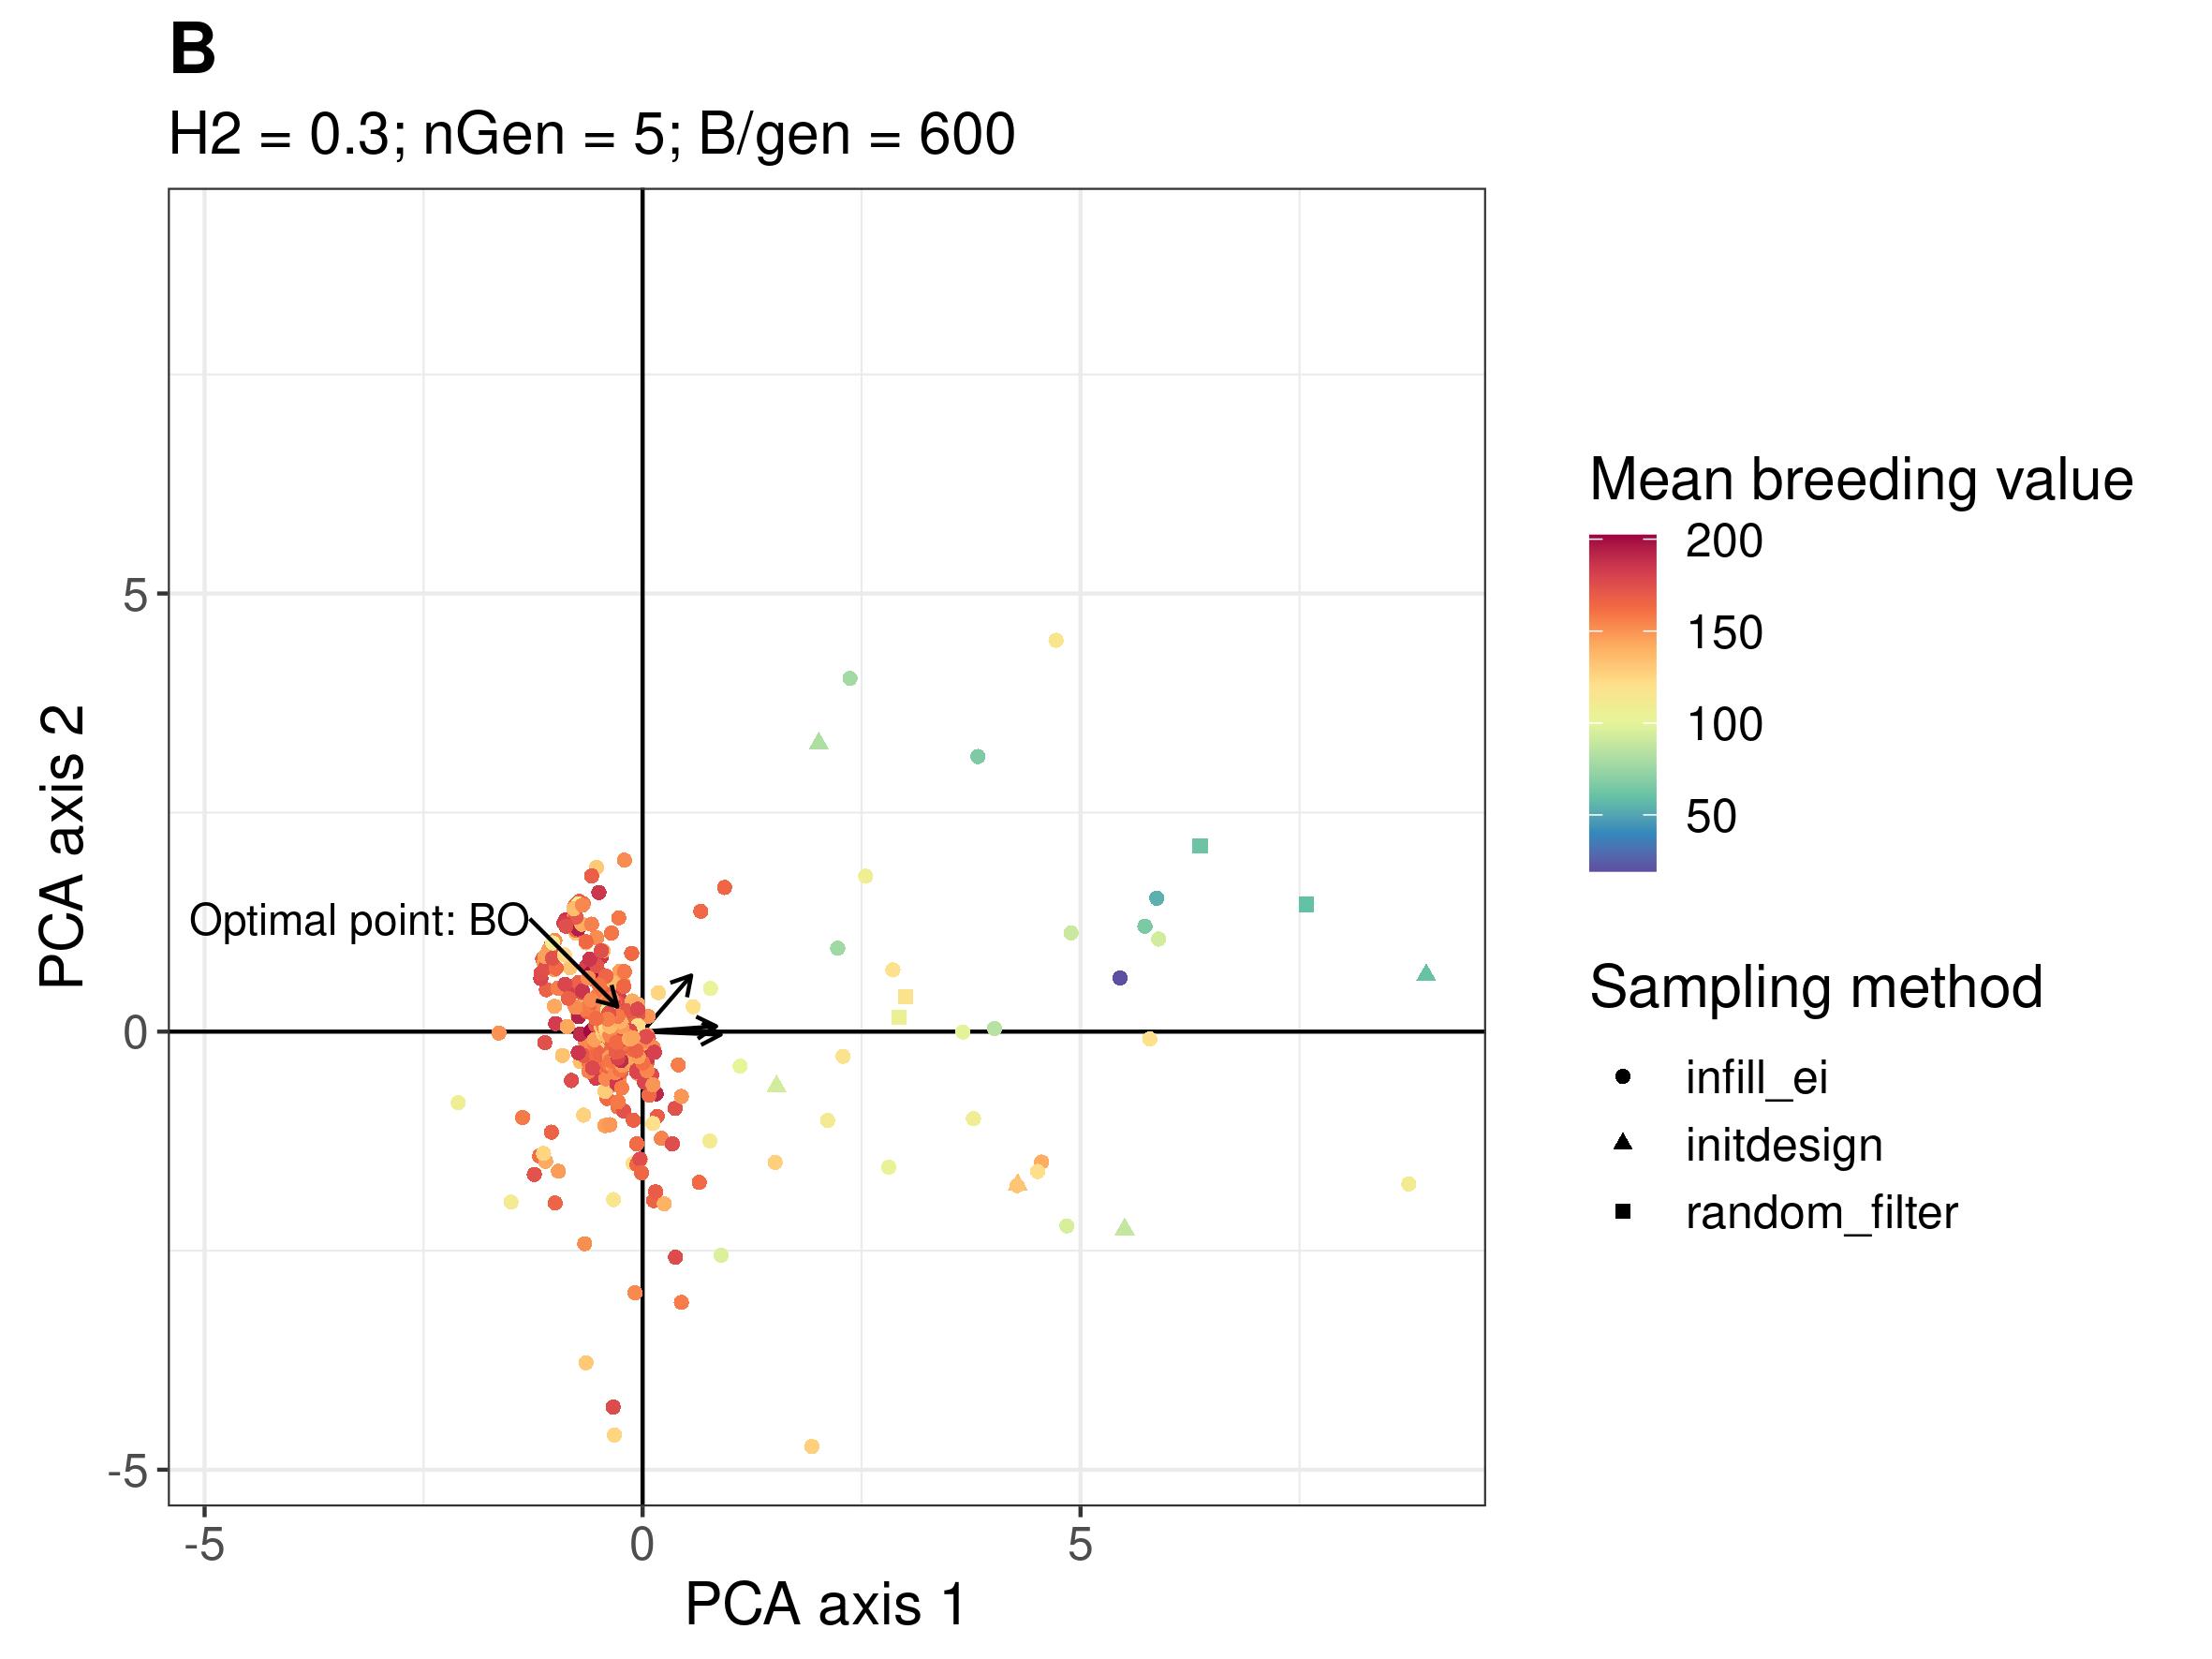 B
H2 = 0.3; nGen = 5; B/gen = 600
PCA axis 2
5
0
-5
Optimal point: BO
-5
0
5
PCA axis 1
Mean breeding value
200
150
100
50
Sampling method
infill_ei
initdesign
random_filter